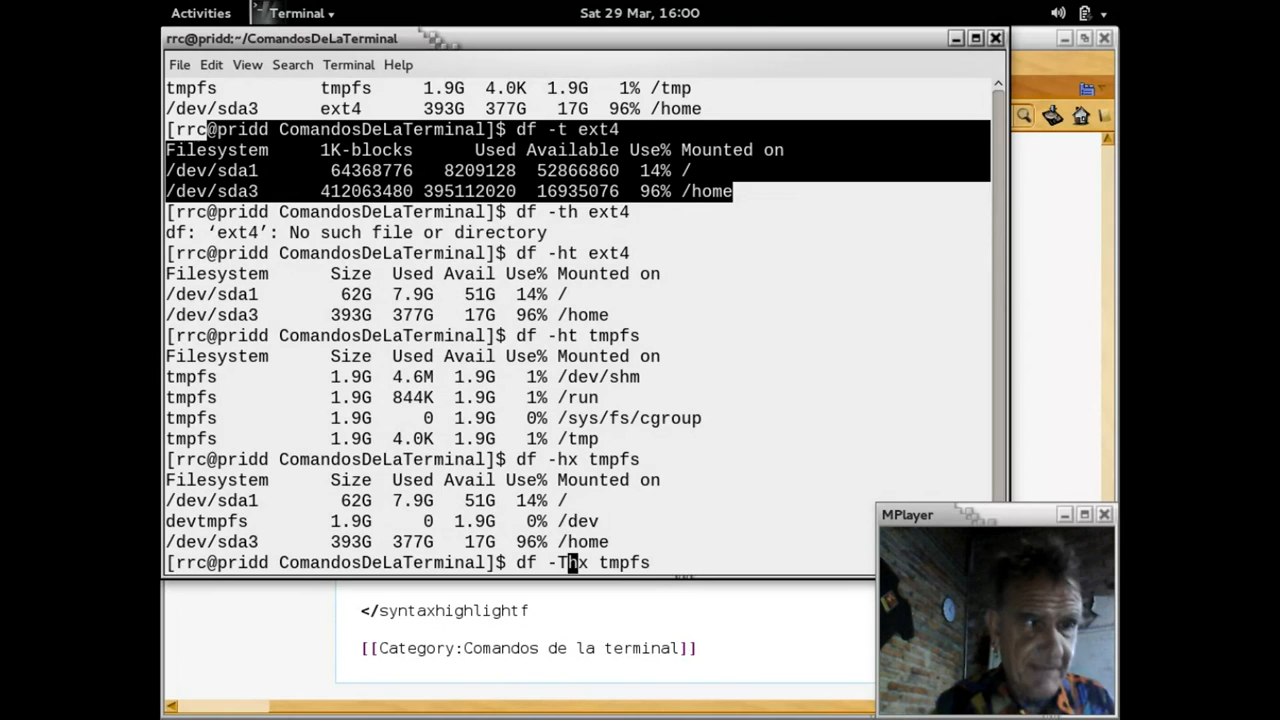 Activities Terminal Sat 29 Mar, 16:00
rrc@pridd:~/ComandosDeLaTerminal
File Edit View Search Terminal Help
tmpfs tmpfs 1.9G 4.0K 1.9G 1% /tmp
/dev/sda3 ext4 393G 377G 17G 96% /home
[rrc@pridd ComandosDeLaTerminal]$ df -t ext4
Filesystem 1K-blocks Used Available Use% Mounted on
/dev/sda1 64368776 8209128 52866860 14% /
/dev/sda3 412063480 395112020 16935076 96% /home
[rrc@pridd ComandosDeLaTerminal]$ df -th ext4
df: ‘ext4’: No such file or directory
[rrc@pridd ComandosDeLaTerminal]$ df -ht ext4
Filesystem Size Used Avail Use% Mounted on
/dev/sda1 62G 7.9G 51G 14% /
/dev/sda3 393G 377G 17G 96% /home
[rrc@pridd ComandosDeLaTerminal]$ df -ht tmpfs
Filesystem Size Used Avail Use% Mounted on
tmpfs 1.9G 4.6M 1.9G 1% /dev/shm
tmpfs 1.9G 844K 1.9G 1% /run
tmpfs 1.9G 0 1.9G 0% /sys/fs/cgroup
tmpfs 1.9G 4.0K 1.9G 1% /tmp
[rrc@pridd ComandosDeLaTerminal]$ df -hx tmpfs
Filesystem Size Used Avail Use% Mounted on
/dev/sda1 62G 7.9G 51G 14% /
devtmpfs 1.9G 0 1.9G 0% /dev
/dev/sda3 393G 377G 17G 96% /home
[rrc@pridd ComandosDeLaTerminal]$ df -Thx tmpfs
MPlayer
</syntaxhighlightf
[[Category:Comandos de la terminal]]